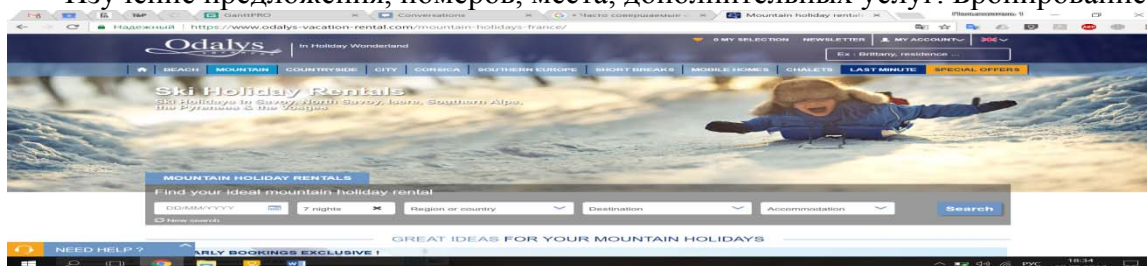 Изучение предложения, номеров, места, дополнительных услуг. Бронирование
GanttPRO
Conversations
Mountain holiday rental
Надежный https://www.odalys-vacation-rental.com/mountain-holidays-france/
Odalys In Holiday Wonderland
0 MY SELECTION NEWSLETTER MY ACCOUNT
Ex : Brittany, residence ...
BEACH MOUNTAIN COUNTRYSIDE CITY CORSICA SOUTHERN EUROPE SHORT BREAKS MOBILE HOMES CHALETS LAST MINUTE SPECIAL OFFERS
Ski Holiday Rentals
Ski Holidays in Savoy, North Savoy, Isere, Southern Alps,
the Pyrenees & the Vosges
MOUNTAIN HOLIDAY RENTALS
Find your ideal mountain holiday rental
DD/MM/YYYY 7 nights Region or country Destination Accommodation Search
New search
GREAT IDEAS FOR YOUR MOUNTAIN HOLIDAYS
NEED HELP ?
ARLY BOOKINGS EXCLUSIVE !
РУС 18:34